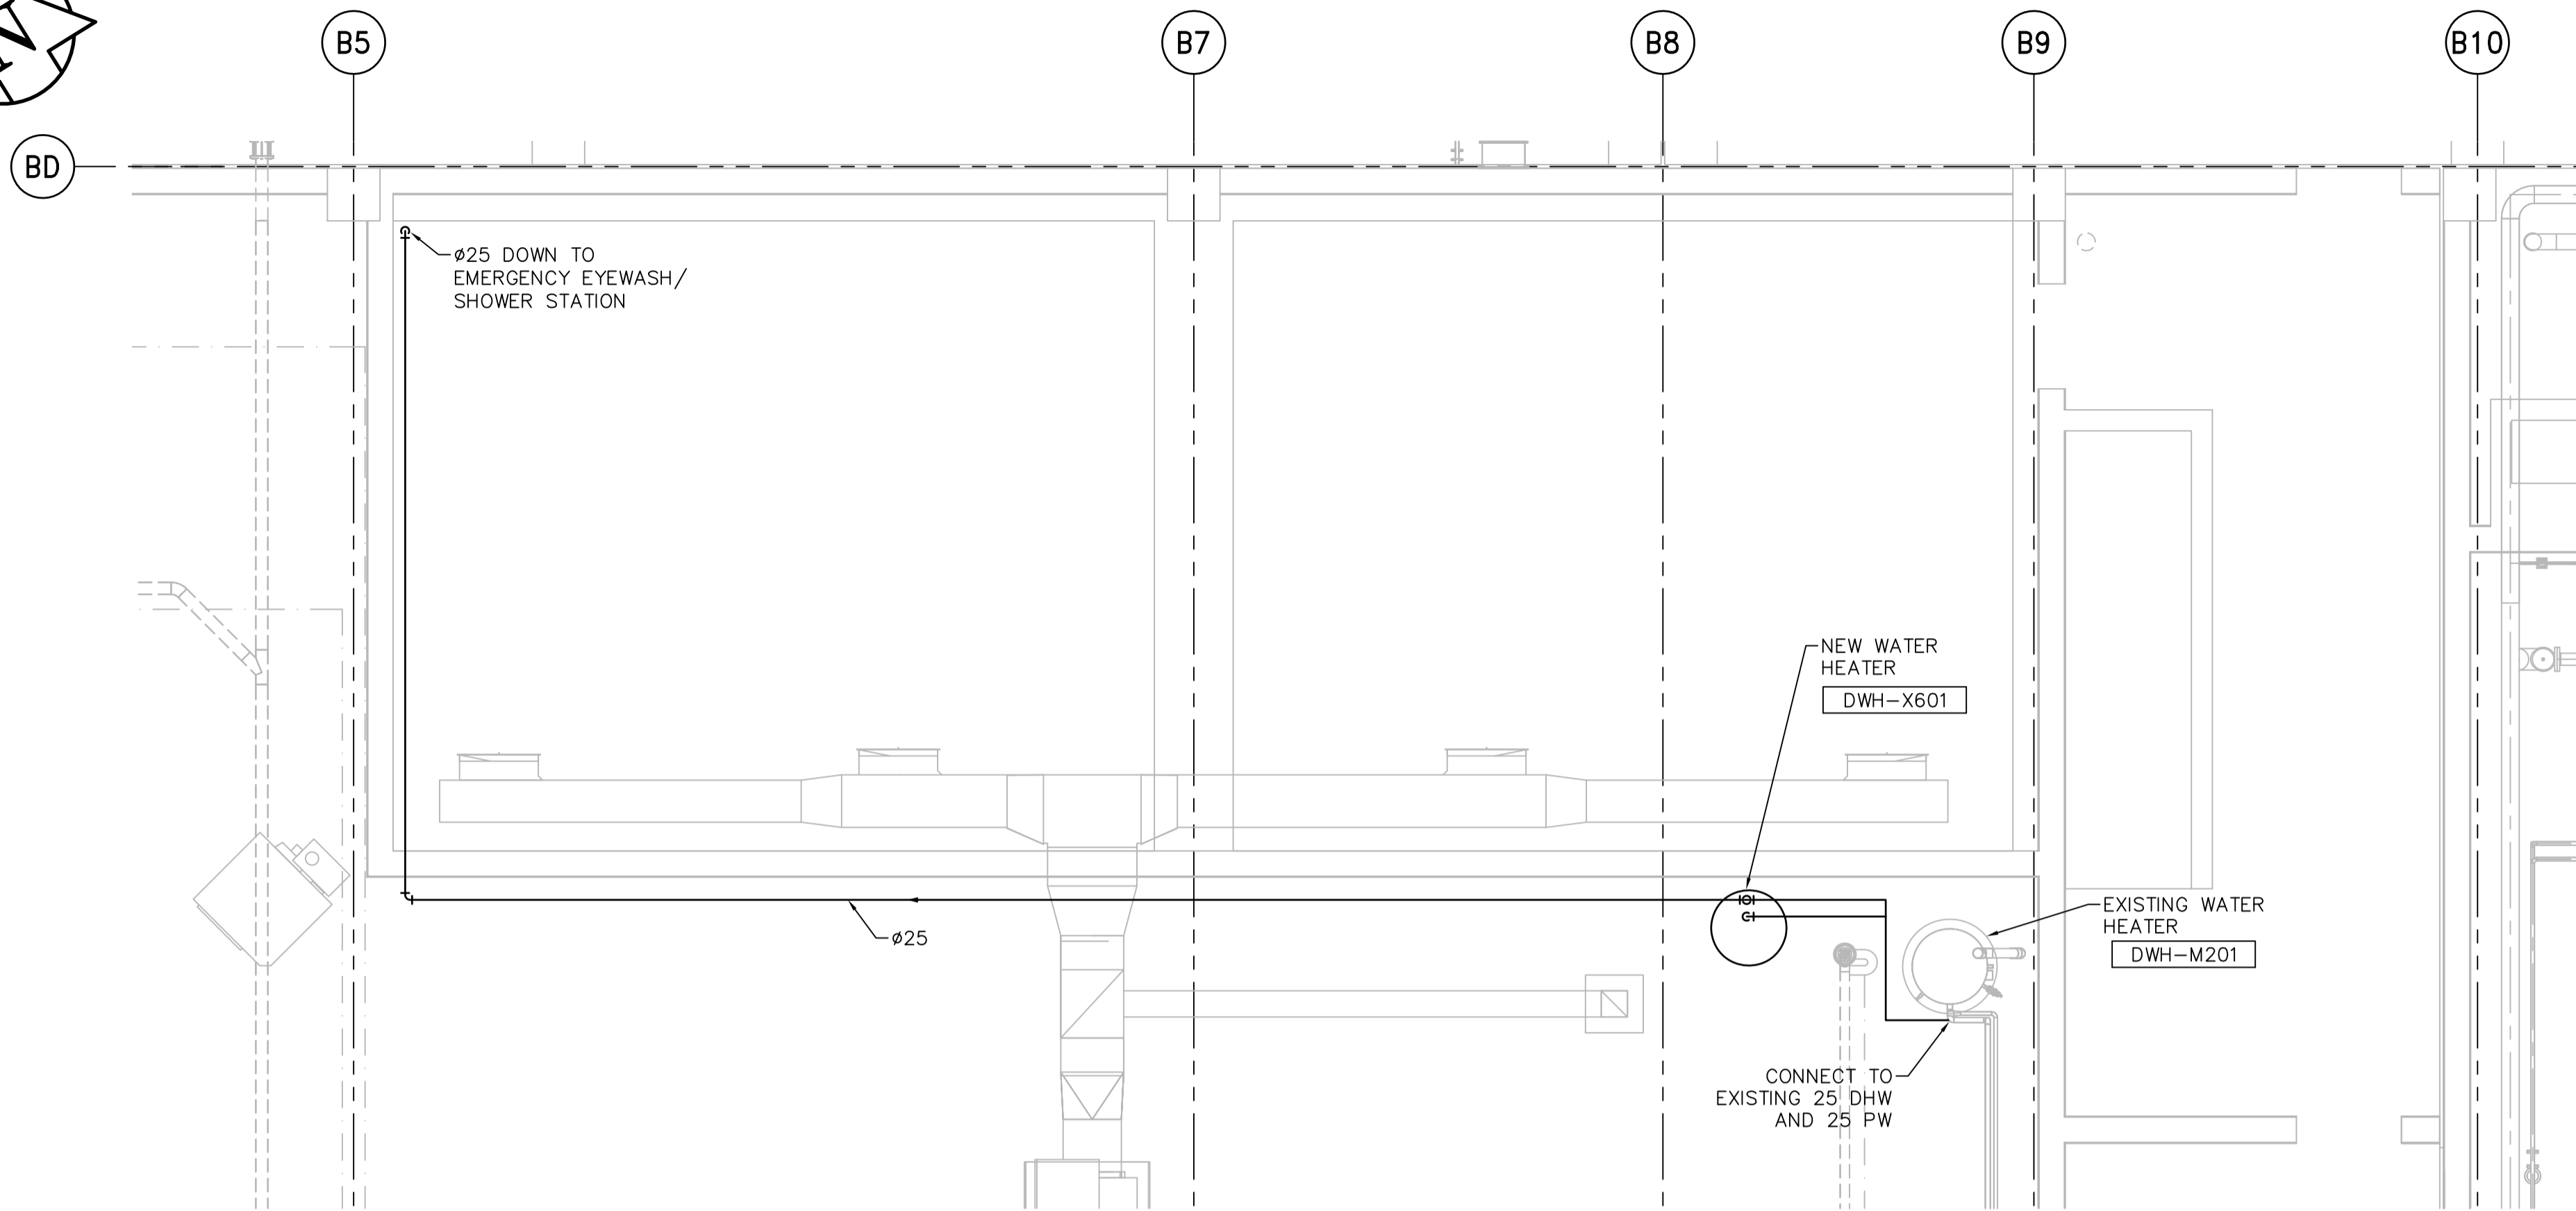 N
B5
B7
B8
B9
B10
BD
ø25 DOWN TO
EMERGENCY EYEWASH/
SHOWER STATION
NEW WATER
HEATER
DWH-X601
EXISTING WATER
HEATER
DWH-M201
ø25
CONNECT TO
EXISTING 25 DHW
AND 25 PW